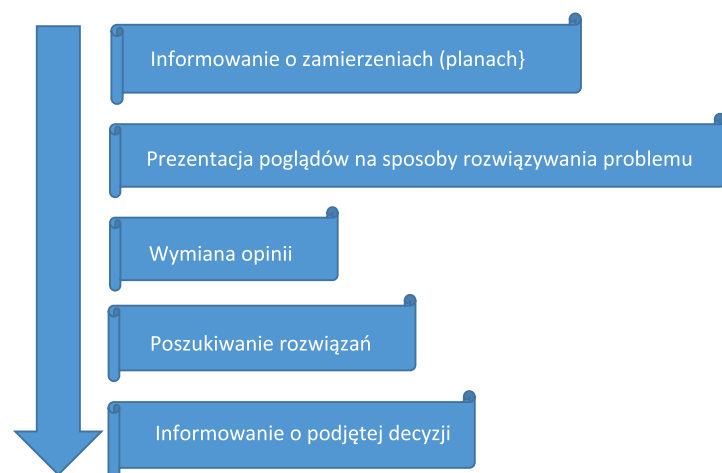 Informowanie o zamierzeniach (planach}
Prezentacja poglądów na sposoby rozwiązywania problemu
Wymiana opinii
Poszukiwanie rozwiązań
Informowanie o podjętej decyzji